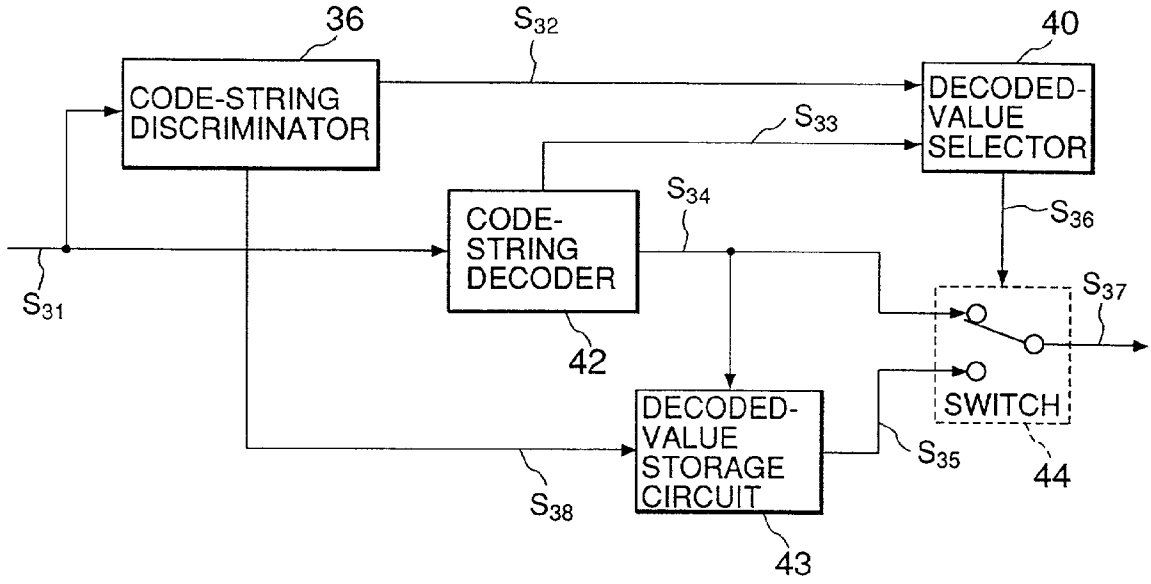 36
S32
40
CODE-STRING
DISCRIMINATOR
DECODED-
VALUE
SELECTOR
S33
S34
S36
CODE-
STRING
DECODER
S31
S37
42
DECODED-
VALUE
STORAGE
CIRCUIT
SWITCH
S35
44
S38
43